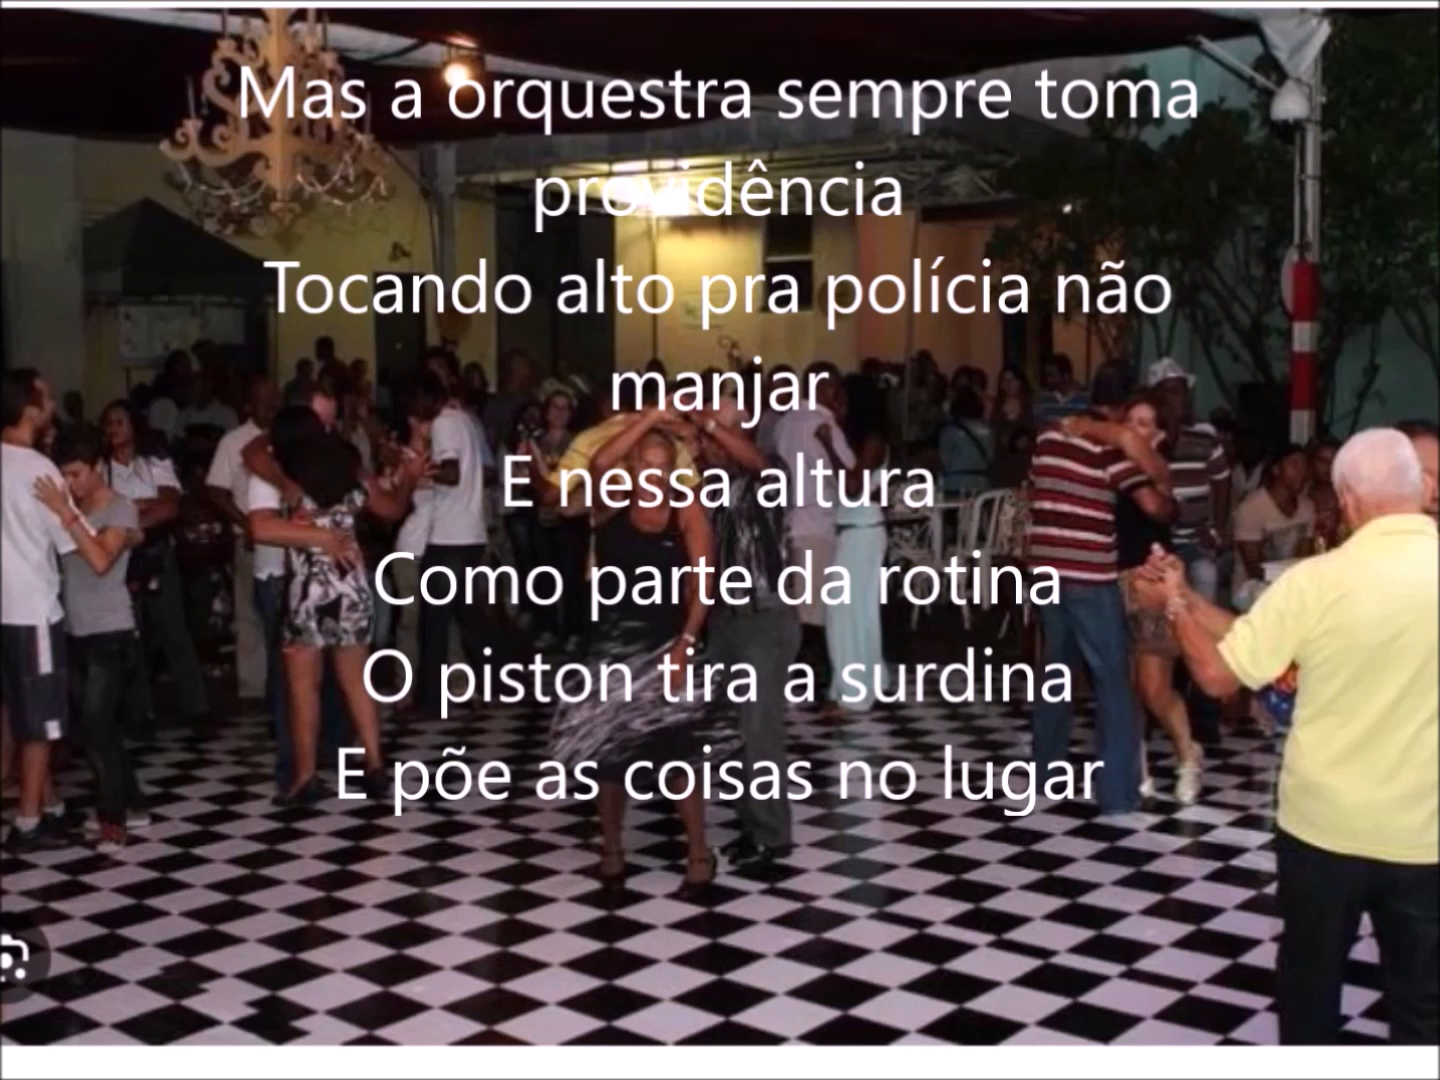 Mas a orquestra sempre toma
providência
Tocando alto pra polícia não
manjar
E nessa altura
Como parte da rotina
O piston tira a surdina
E põe as coisas no lugar